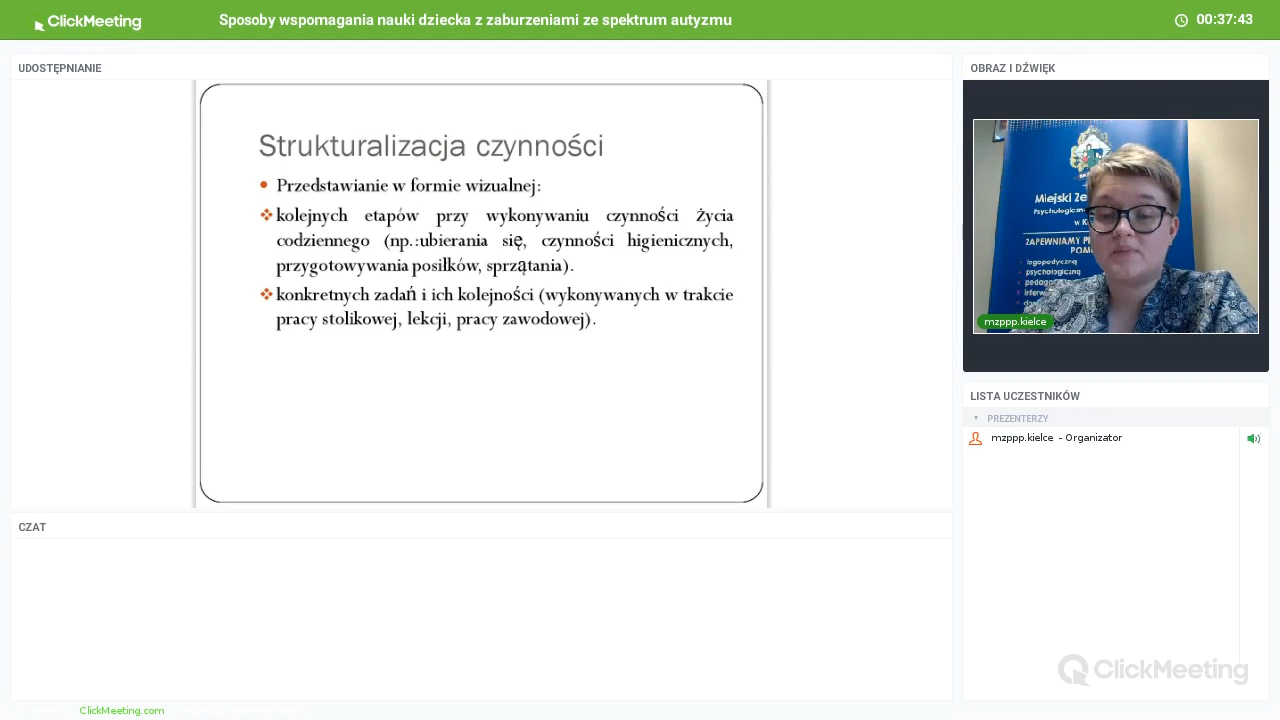 ClickMeeting
Sposoby wspomagania nauki dziecka z zaburzeniami ze spektrum autyzmu
00:37:43
UDOSTĘPNIANIE
Strukturalizacja czynności
Przedstawianie w formie wizualnej:
kolejnych etapów przy wykonywaniu czynności życia
codziennego (np.:ubierania się, czynności higienicznych,
przygotowywania posiłków, sprzątania).
konkretnych zadań i ich kolejności (wykonywanych w trakcie
pracy stolikowej, lekcji, pracy zawodowej).
CZAT
OBRAZ I DŹWIĘK
Miejski
Psychologiczn
w K
ZAPEWNIAMY
logopedyczną
psychologiczną
mzppp.kielce
LISTA UCZESTNIKÓW
PREZENTERZY
mzppp.kielce - Organizator
ClickMeeting
ClickMeeting.com